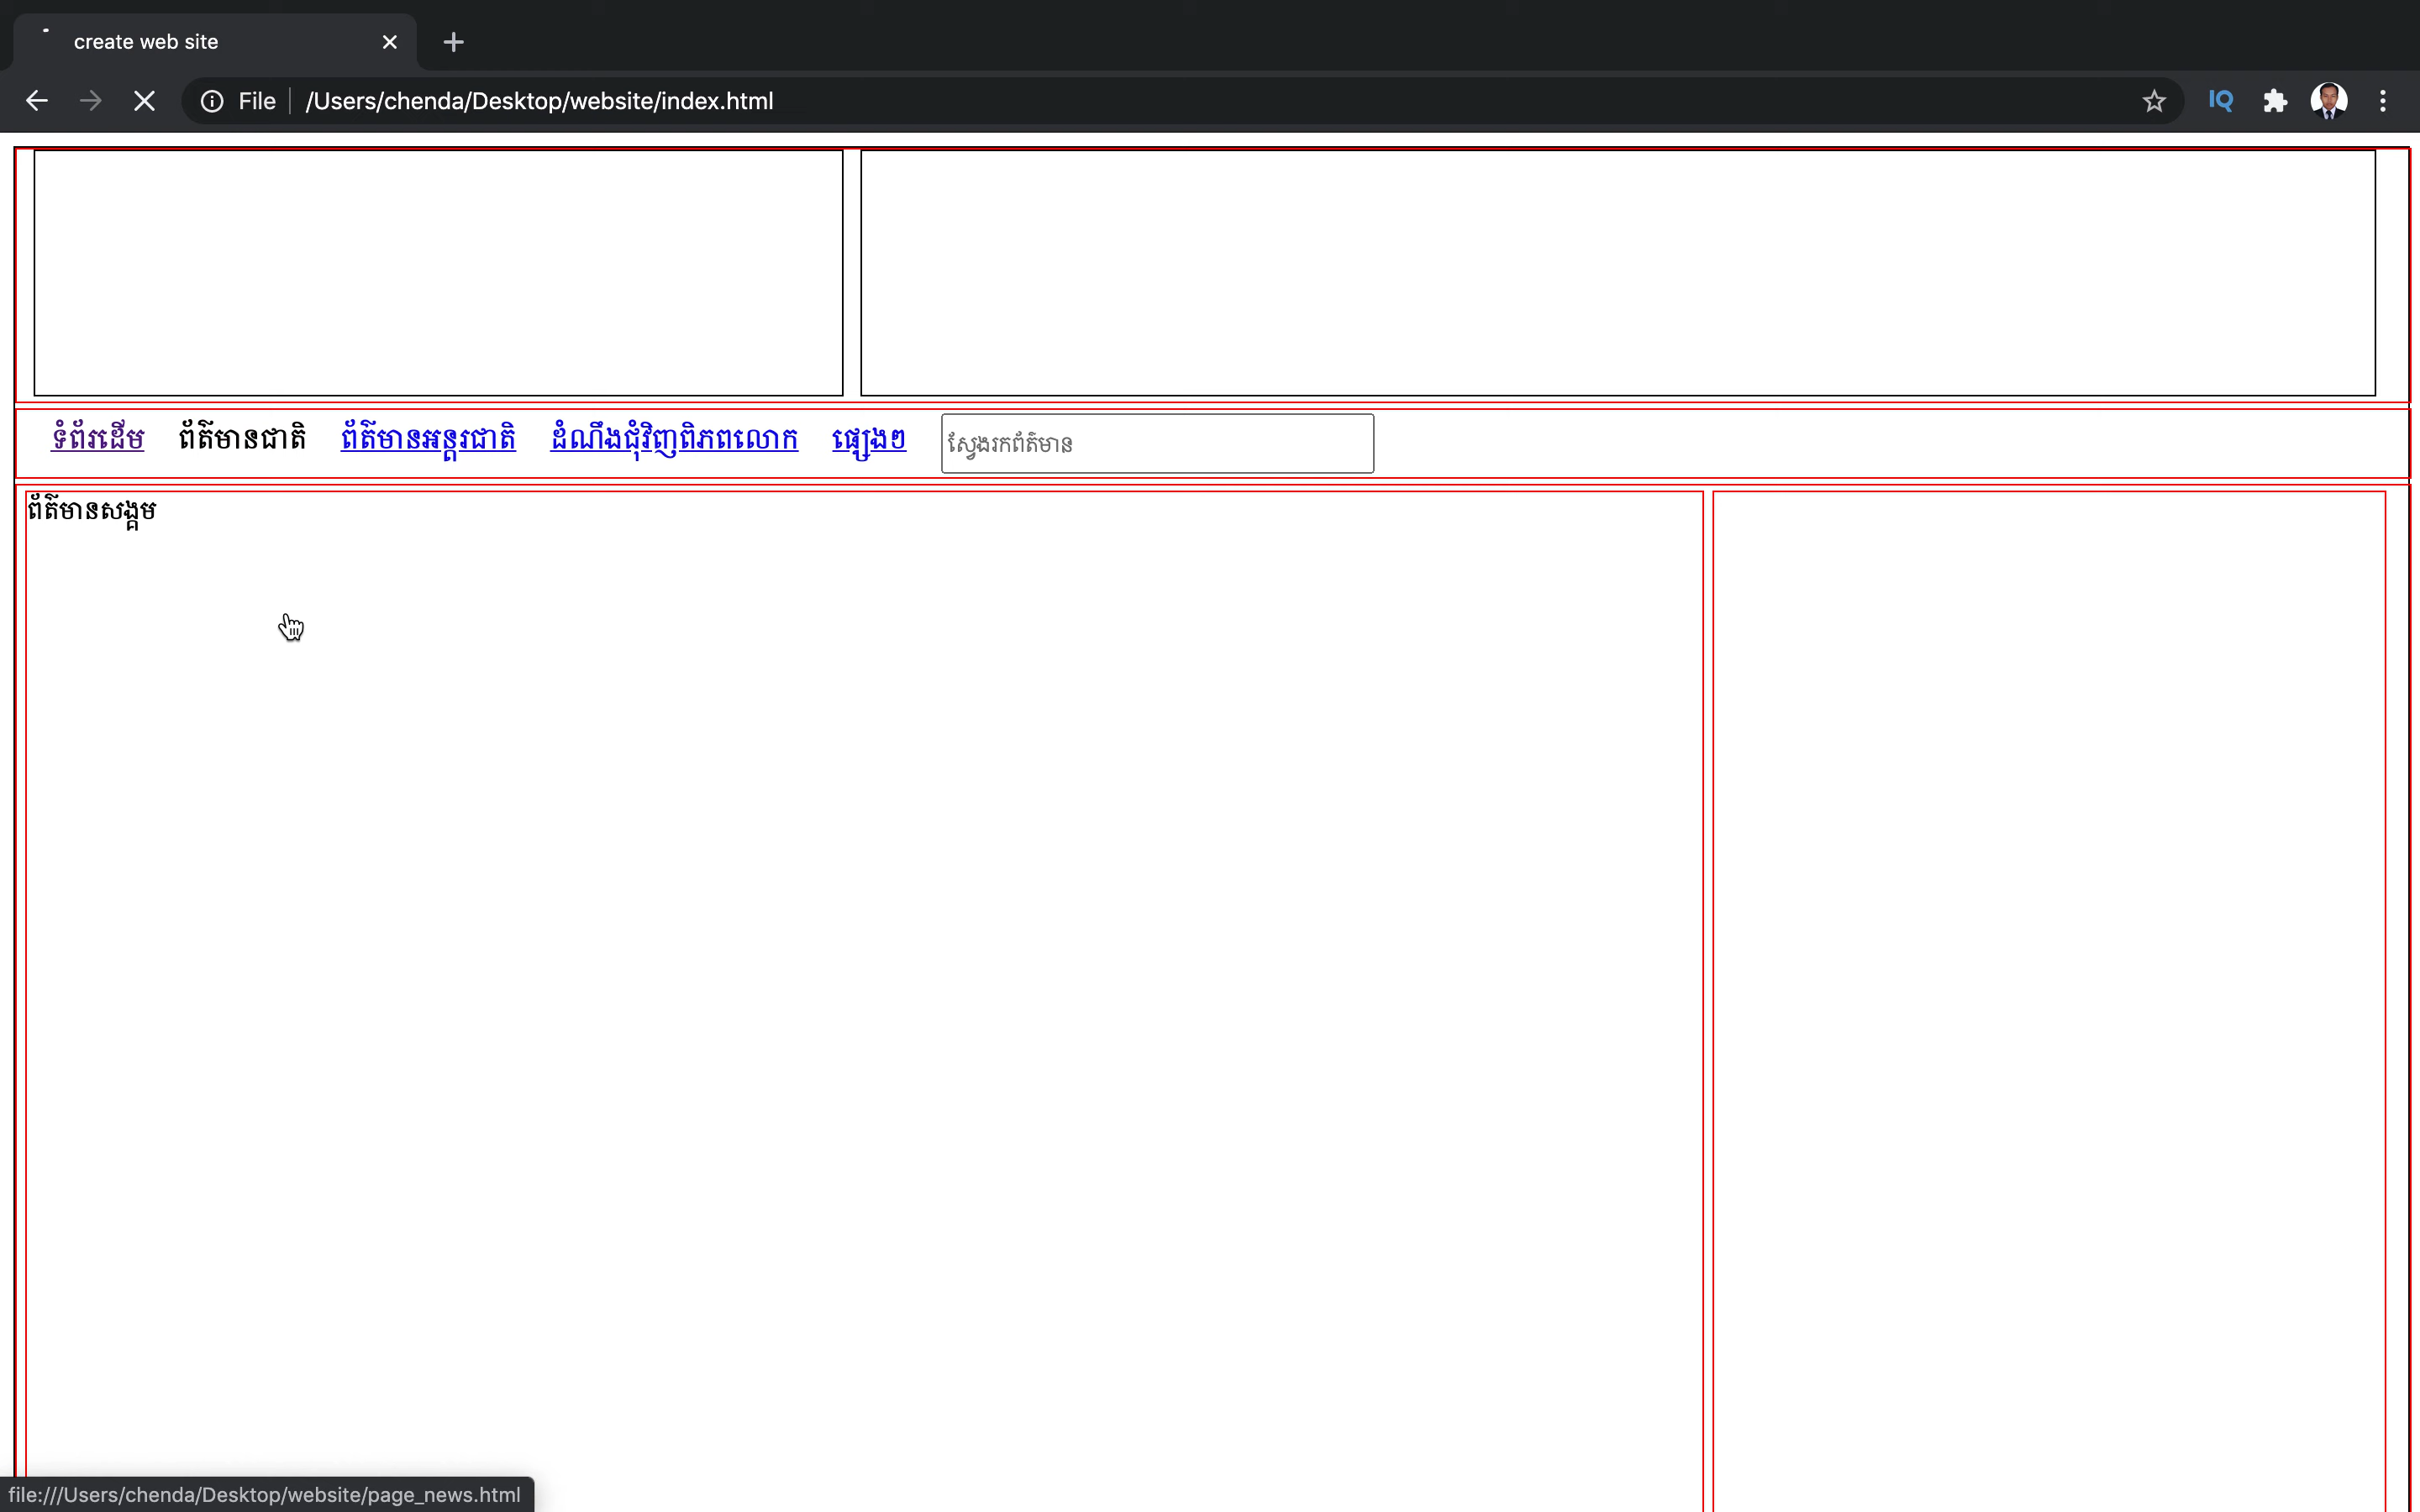 create web site
File /Users/chenda/Desktop/website/index.html
IQ
ទំព័រដើម ព័ត៌មានជាតិ ព័ត៌មានអន្តរជាតិ ដំណឹងជុំវិញពិភពលោក ផ្សេងៗ ស្វែងរកព័ត៌មាន
ព័ត៌មានសង្គម
file:///Users/chenda/Desktop/website/page_news.html